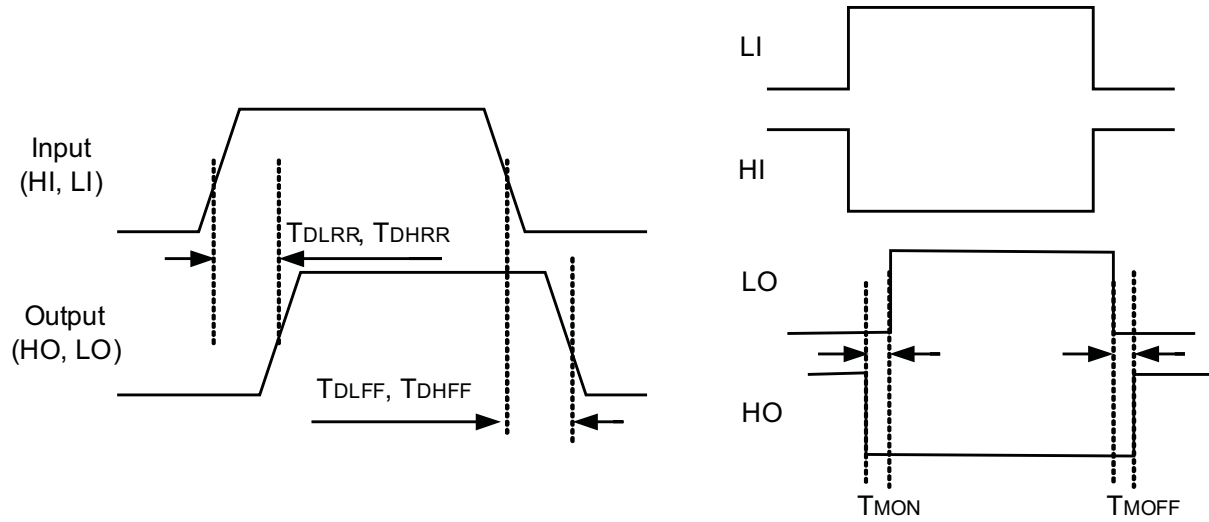 Input
(HI, LI)
TDLRR, TDHRR
Output
(HO, LO)
TDLFF, TDHFF
LI
HI
LO
HO
TMON
TMOFF